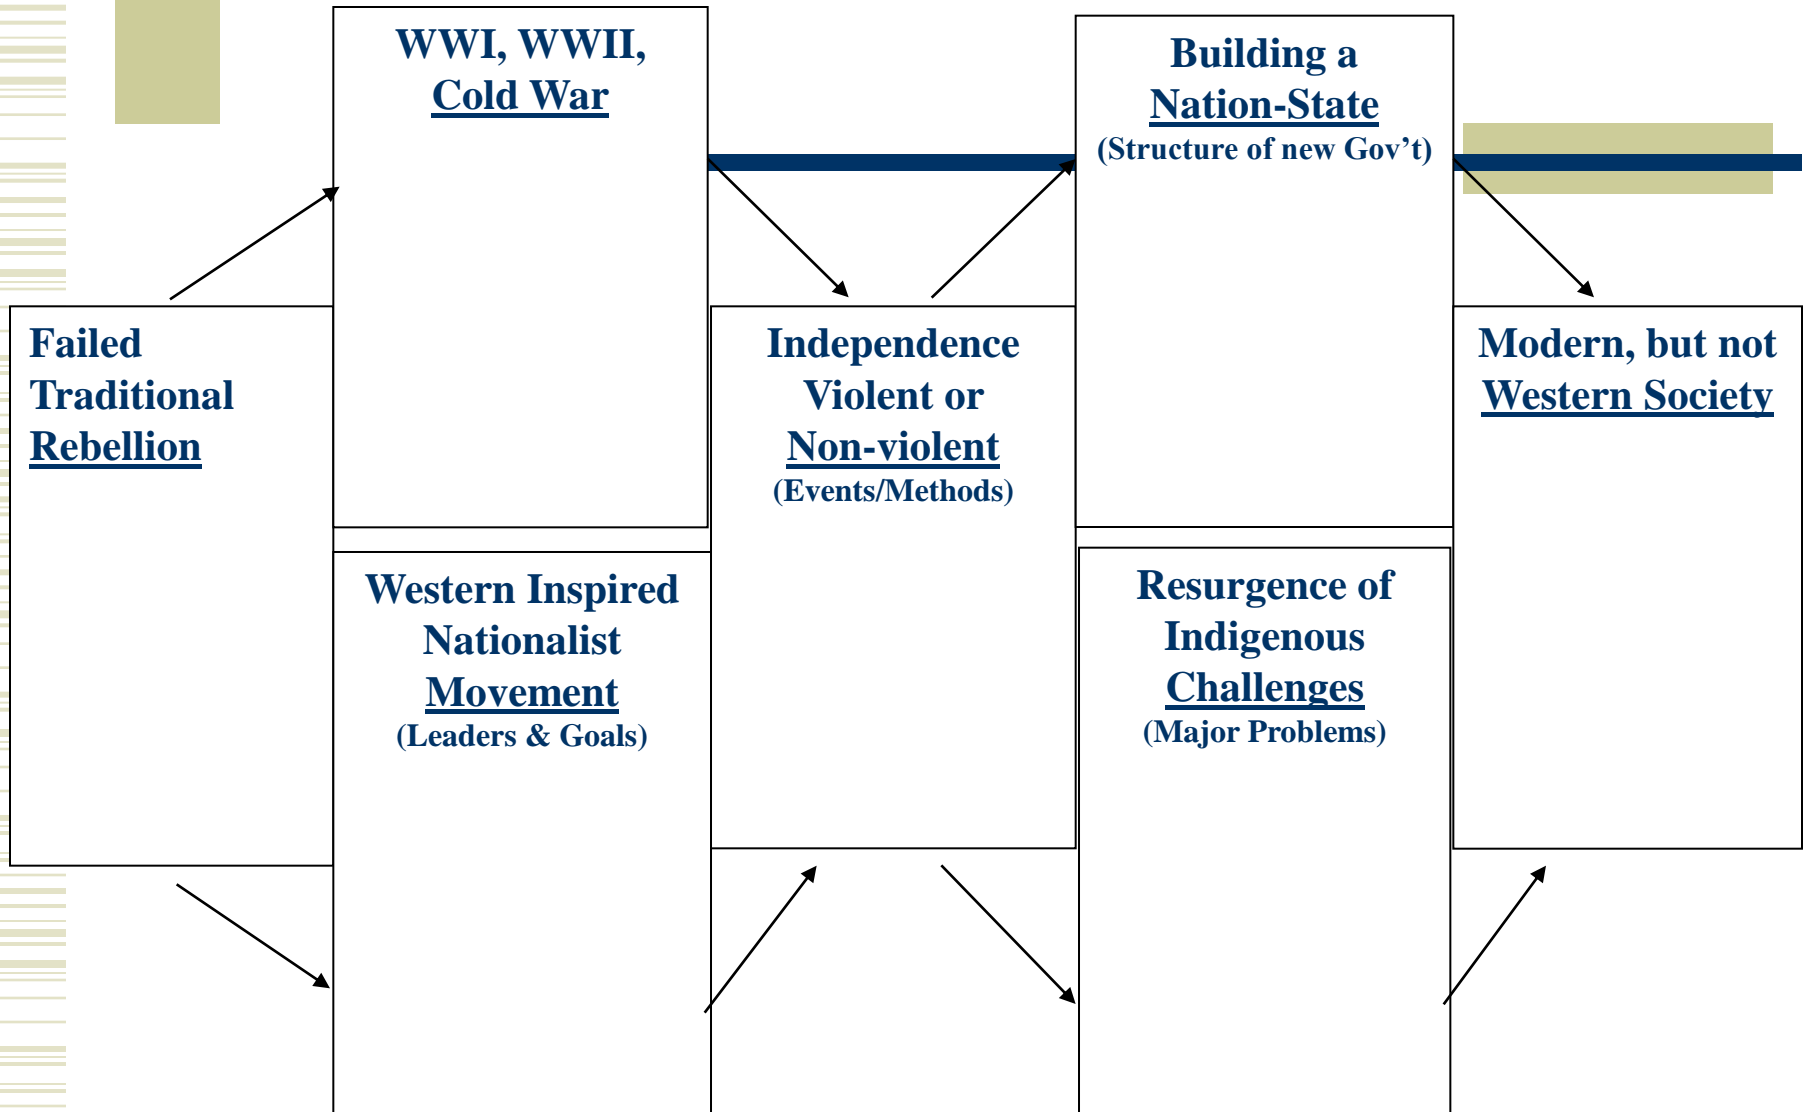 WWI, WWII,
Cold War
Building a
Nation-State
(Structure of new Gov’t)
Failed
Traditional
Rebellion
Independence
Violent or
Non-violent
(Events/Methods)
Modern, but not
Western Society
Western Inspired
Nationalist
Movement
(Leaders & Goals)
Resurgence of
Indigenous
Challenges
(Major Problems)